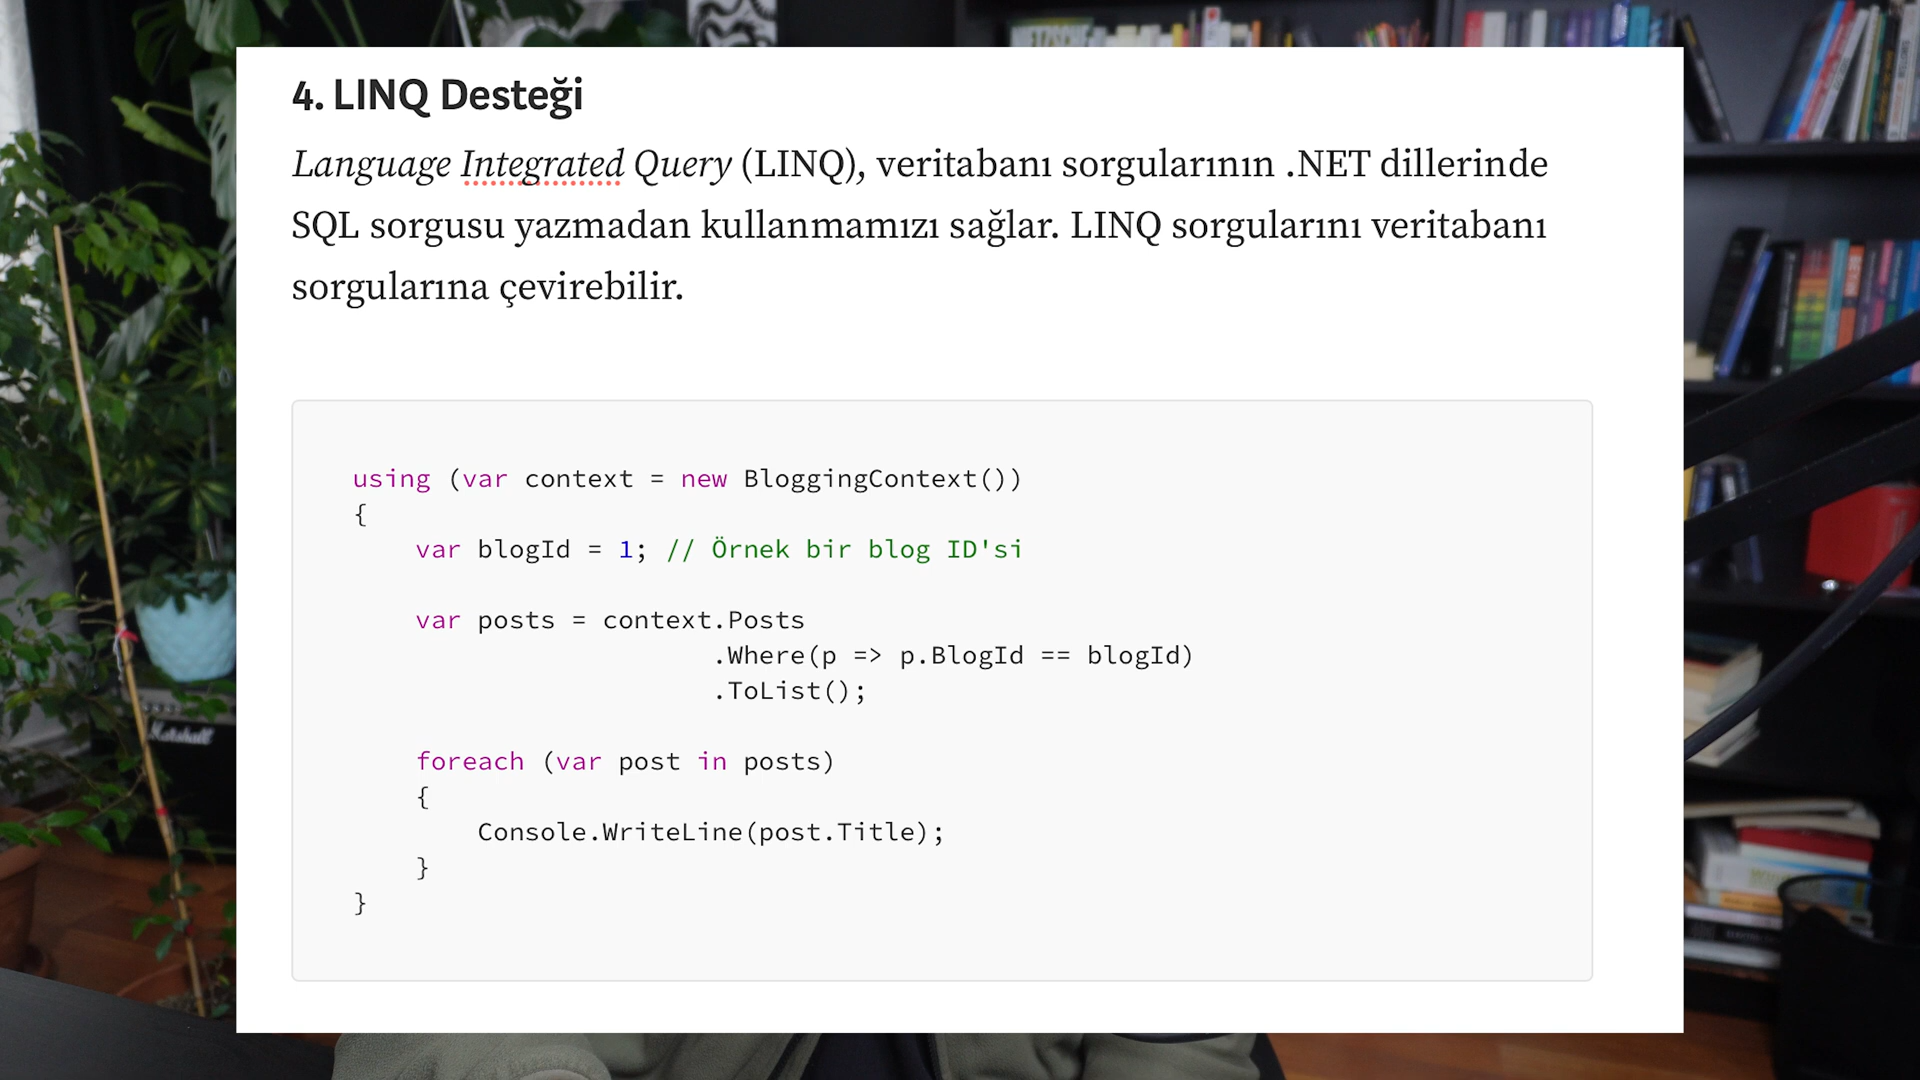 4. LINQ Desteği
Language Integrated Query (LINQ), veritabanı sorgularının .NET dillerinde
SQL sorgusu yazmadan kullanmamızı sağlar. LINQ sorgularını veritabanı
sorgularına çevirebilir.
using (var context = new BloggingContext())
{
    var blogId = 1; // Örnek bir blog ID'si
    var posts = context.Posts
                       .Where(p => p.BlogId == blogId)
                       .ToList();
    foreach (var post in posts)
    {
        Console.WriteLine(post.Title);
    }
}
Marshall